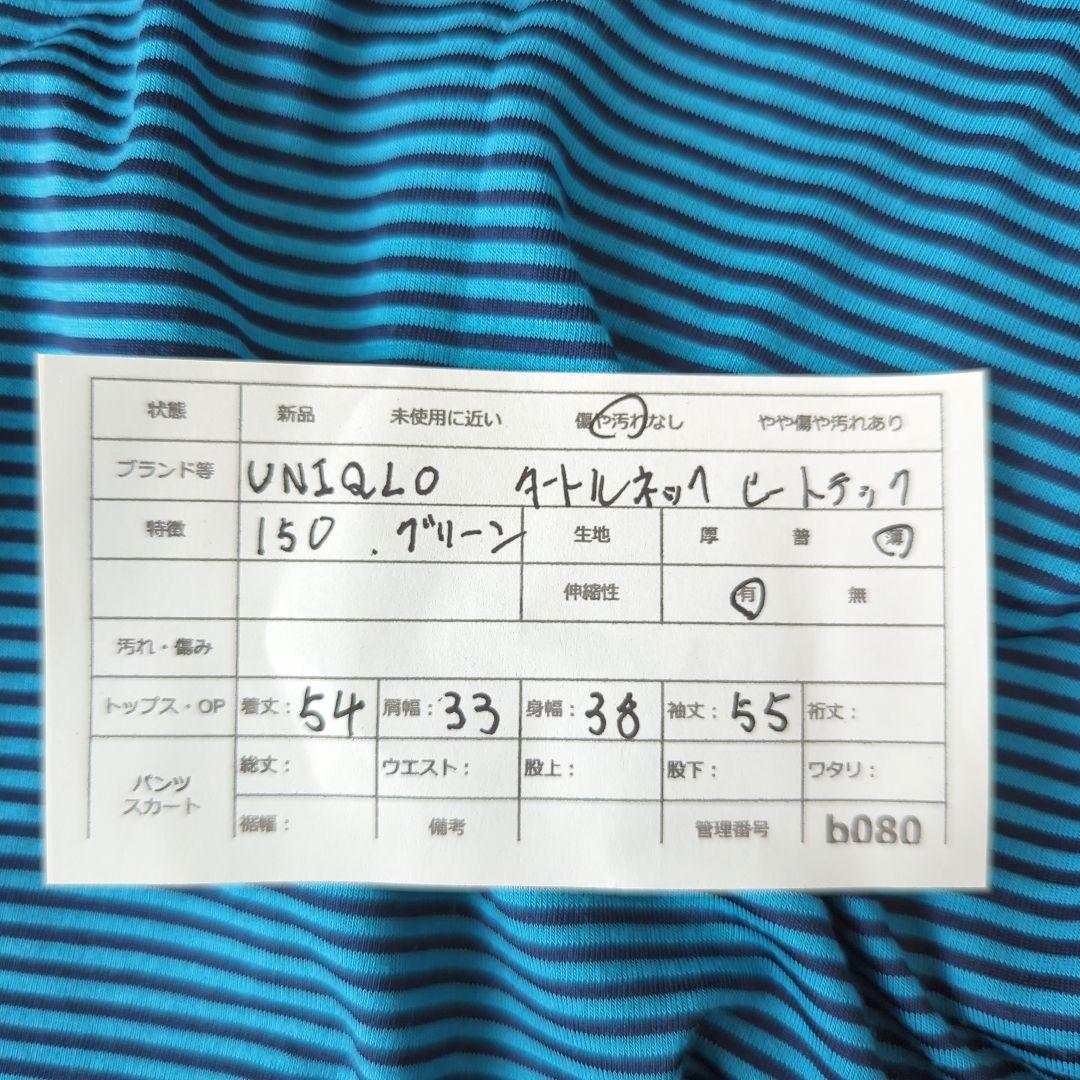 状態 新品 未使用に近い 傷や汚れなし やや傷や汚れあり
ブランド等 UNIQLO タートルネック ヒートテック
特徴 150 . グリーン 生地 厚 普 薄
伸縮性 有 無
汚れ・傷み
トップス・OP 着丈: 54 肩幅: 33 身幅: 38 袖丈: 55 裄丈:
パンツ スカート 総丈: ウエスト: 股上: 股下: ワタリ:
裾幅: 備考 管理番号 b080